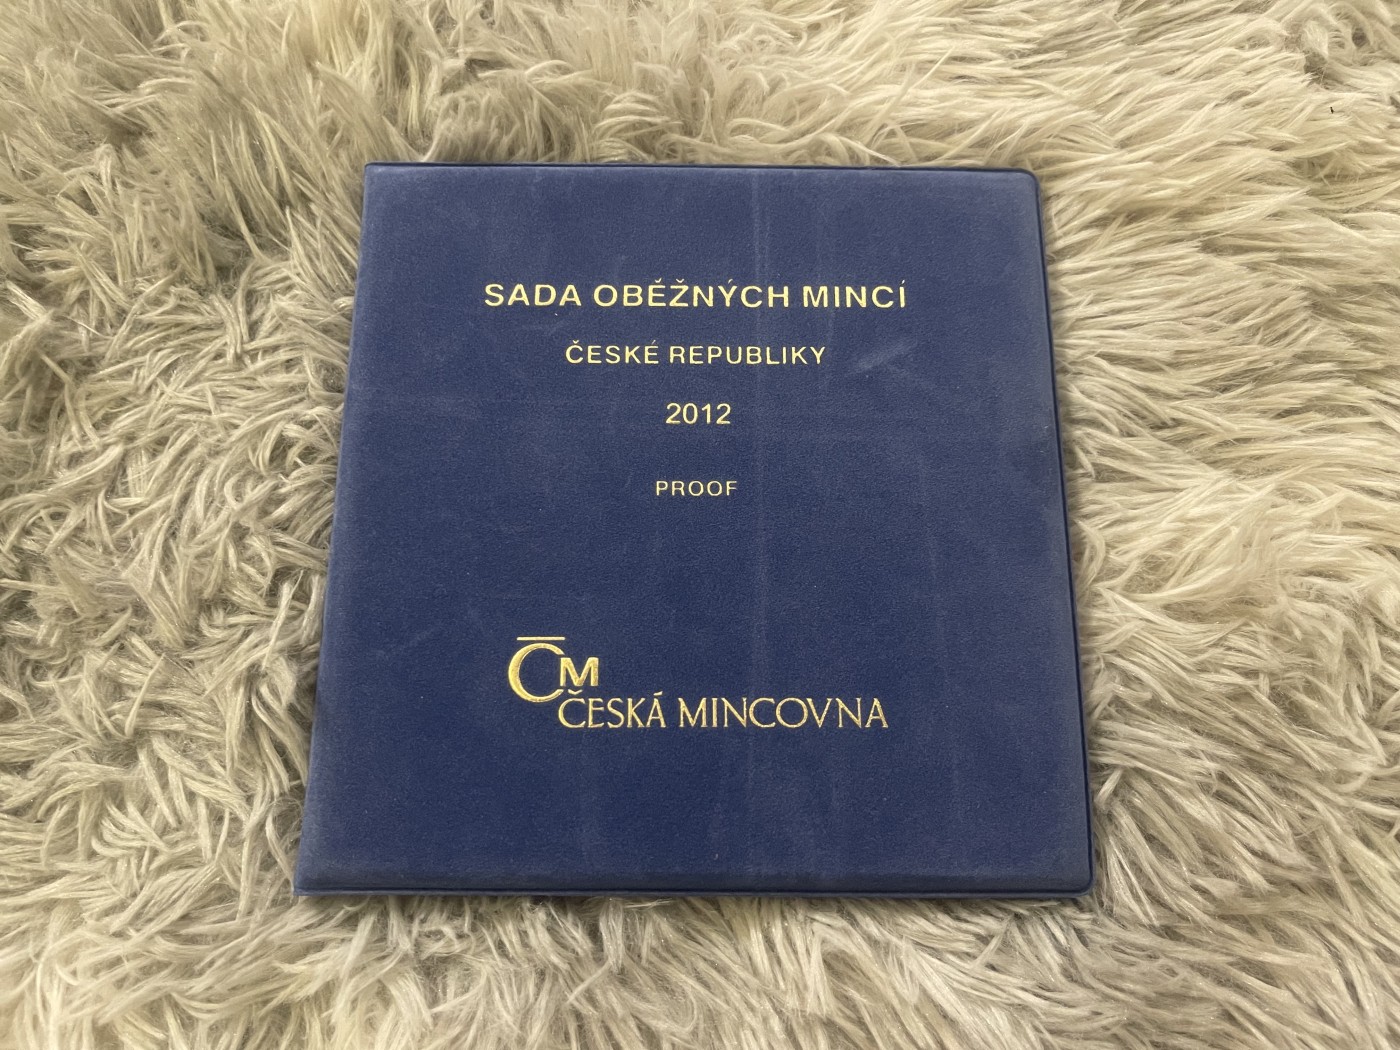 SADA OBĚŽNÝCH MINCÍ
ČESKÉ REPUBLIKY
2012
PROOF
ČM
ČESKÁ MINCOVNA